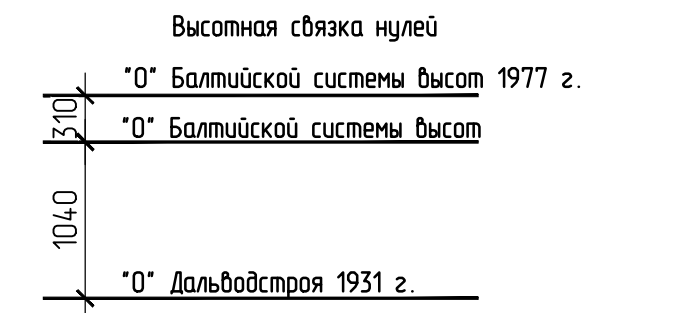 Высотная связка нулей
"0" Балтийской системы высот 1977 г.
310
"0" Балтийской системы высот
1040
"0" Дальводстроя 1931 г.